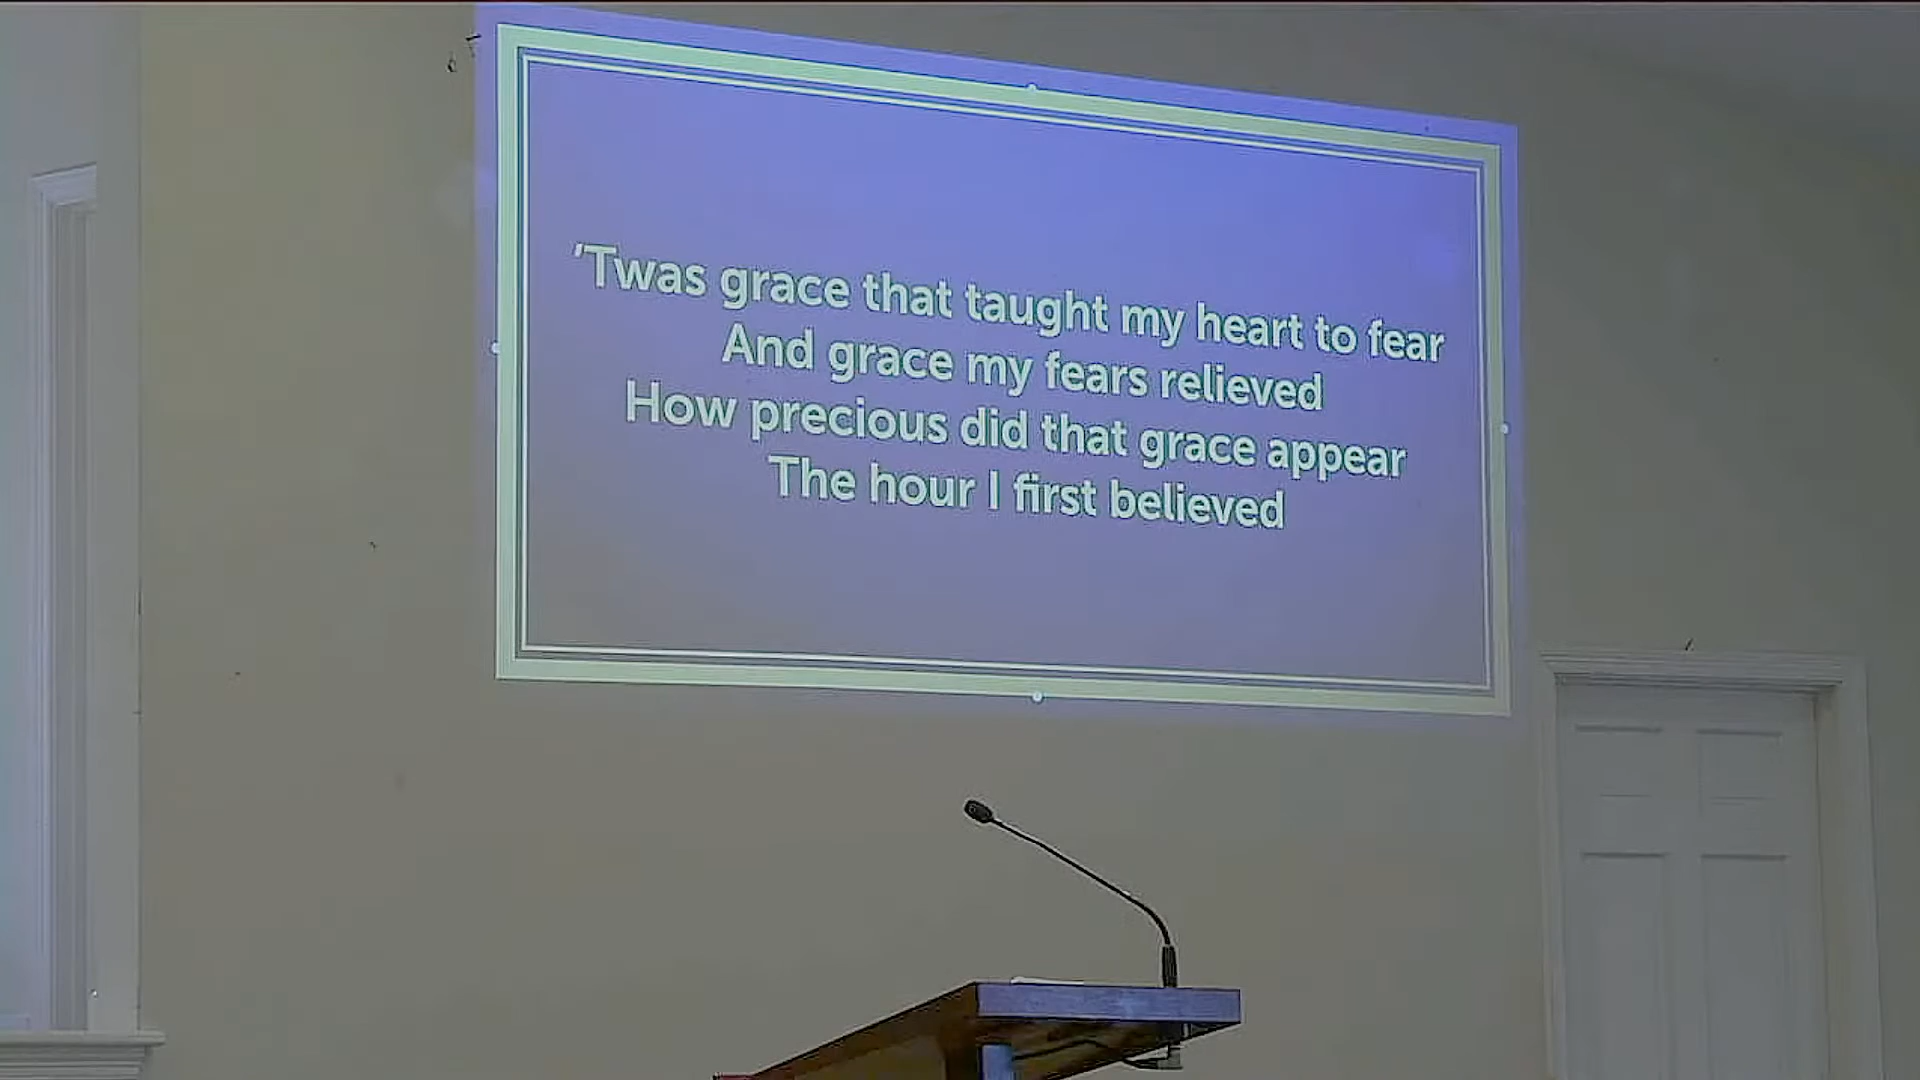 'Twas grace that taught my heart to fear
And grace my fears relieved
How precious did that grace appear
The hour I first believed